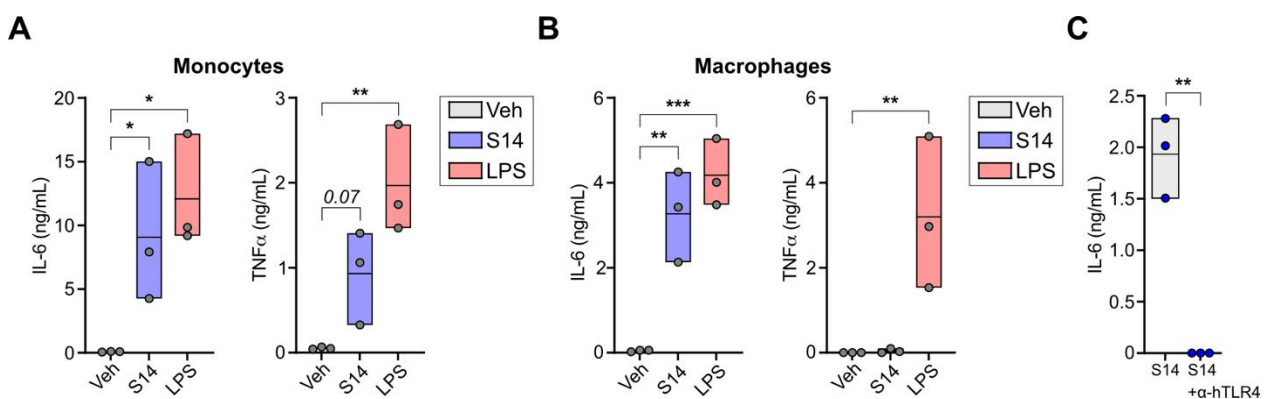 A
Monocytes
IL-6 (ng/mL)
20
15
10
5
0
*
*
Veh
S14
LPS
TNFα (ng/mL)
3
2
1
0
**
0.07
Veh
S14
LPS
Veh
S14
LPS
B
Macrophages
IL-6 (ng/mL)
6
4
2
0
***
**
Veh
S14
LPS
TNFα (ng/mL)
6
4
2
0
**
Veh
S14
LPS
Veh
S14
LPS
C
IL-6 (ng/mL)
2.5
2.0
1.5
1.0
0.5
0
**
S14
S14
+α-hTLR4